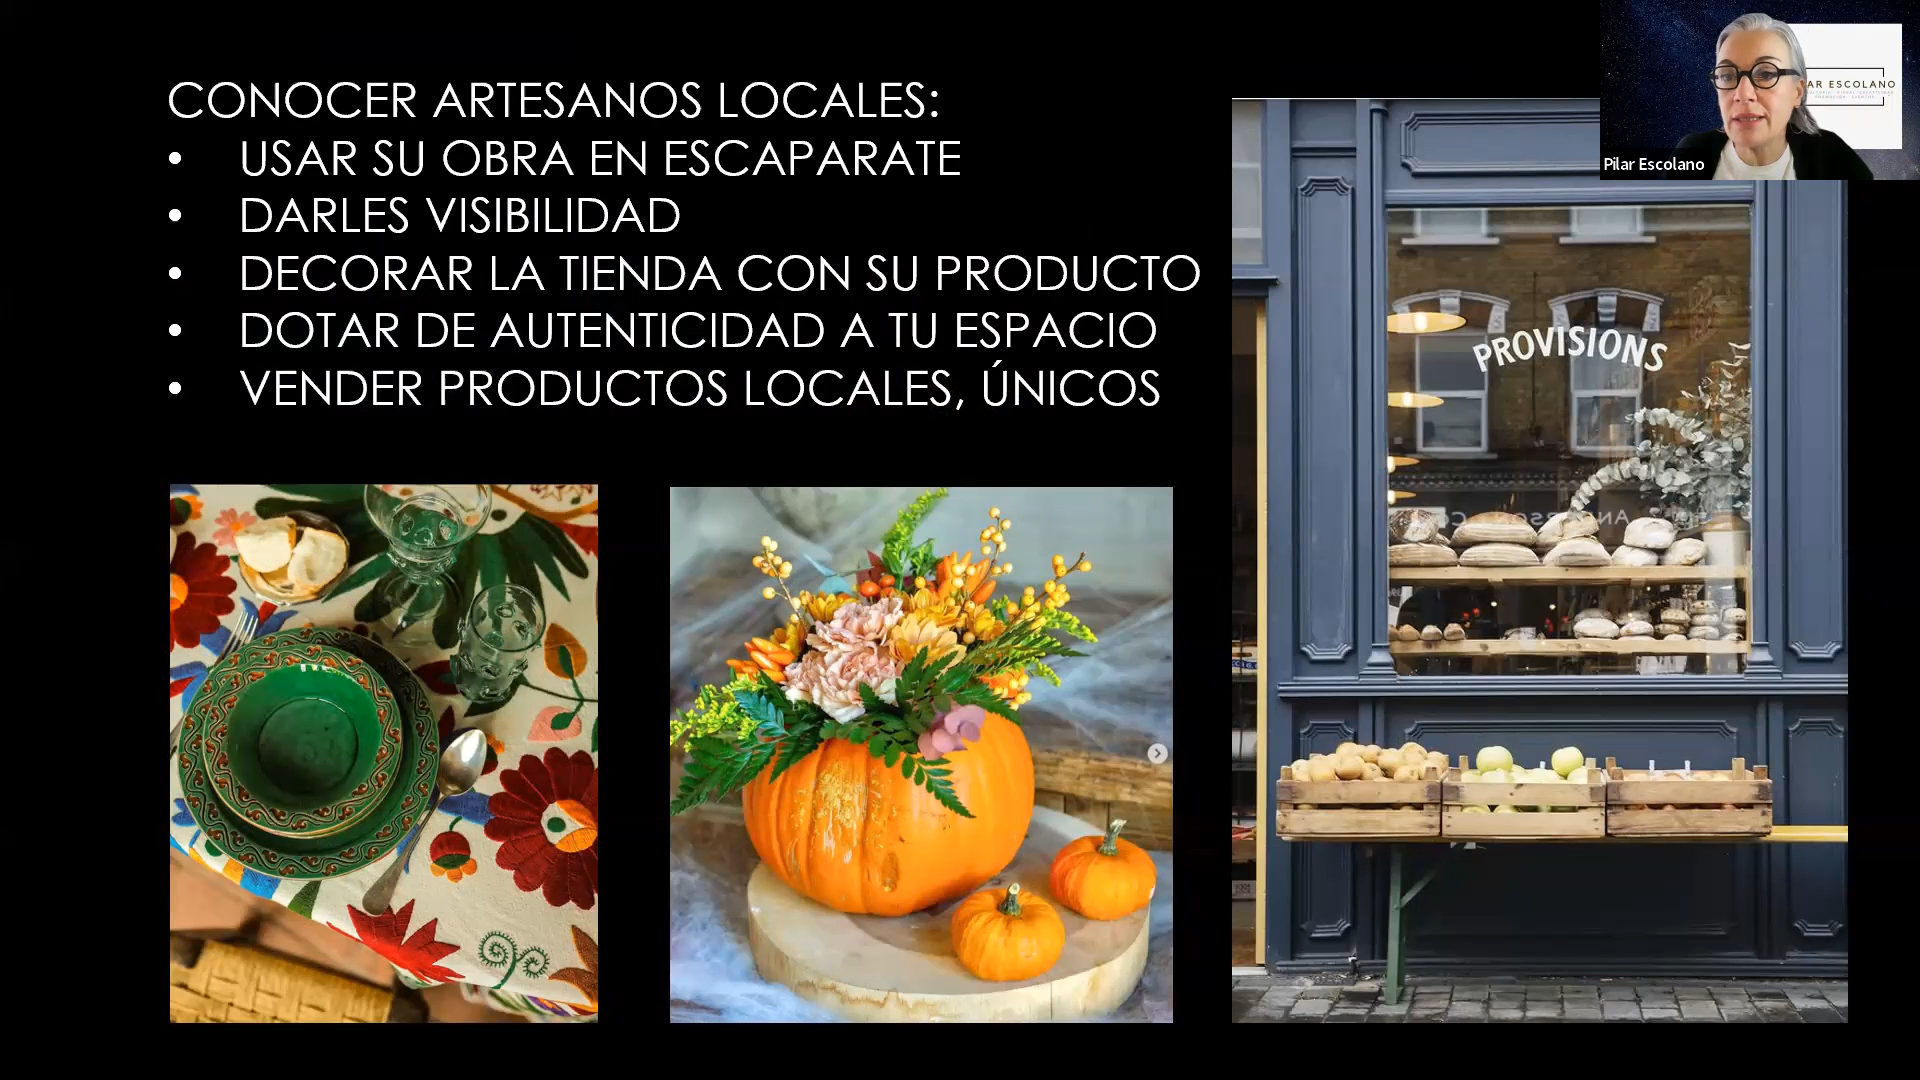 CONOCER ARTESANOS LOCALES:
• USAR SU OBRA EN ESCAPARATE
• DARLES VISIBILIDAD
• DECORAR LA TIENDA CON SU PRODUCTO
• DOTAR DE AUTENTICIDAD A TU ESPACIO
• VENDER PRODUCTOS LOCALES, ÚNICOS
AR ESCOLANO
Pilar Escolano
PROVISIONS